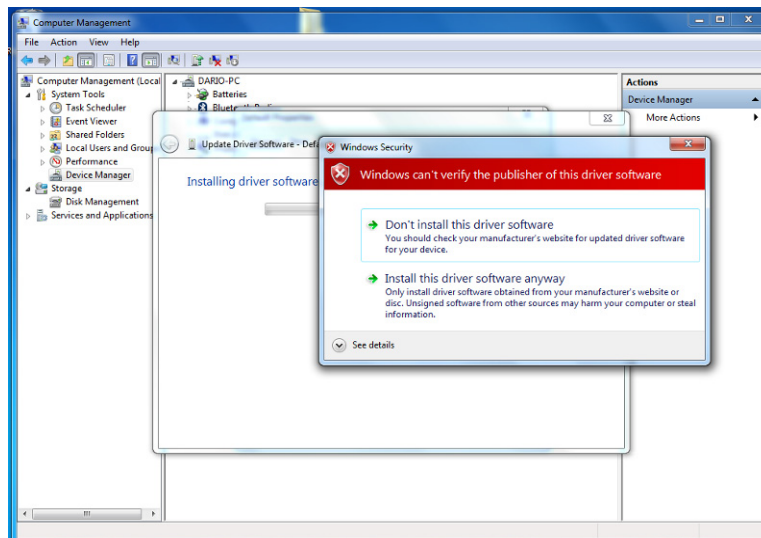 Computer Management
File Action View Help
Computer Management (Local
System Tools
Task Scheduler
Event Viewer
Shared Folders
Local Users and Group
Performance
Device Manager
Storage
Disk Management
Services and Applications
DARIO-PC
Batteries
Actions
Device Manager
More Actions
Update Driver Software - Defa
Installing driver software
Windows Security
Windows can't verify the publisher of this driver software
Don't install this driver software
You should check your manufacturer's website for updated driver software
for your device.
Install this driver software anyway
Only install driver software obtained from your manufacturer's website or
disc. Unsigned software from other sources may harm your computer or steal
information.
See details